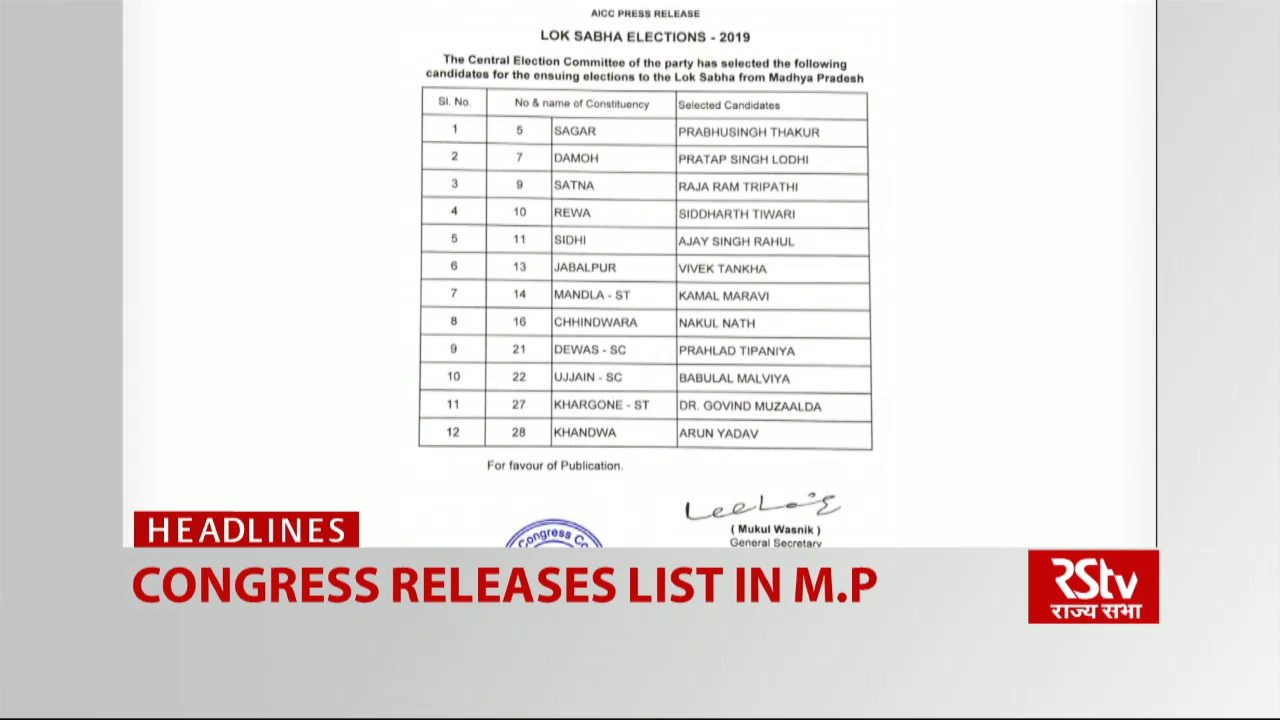 AICC PRESS RELEASE
LOK SABHA ELECTIONS - 2019
The Central Election Committee of the party has selected the following
candidates for the ensuing elections to the Lok Sabha from Madhya Pradesh
Sl. No. No & name of Constituency Selected Candidates
1 5 SAGAR PRABHUSINGH THAKUR
2 7 DAMOH PRATAP SINGH LODHI
3 9 SATNA RAJA RAM TRIPATHI
4 10 REWA SIDDHARTH TIWARI
5 11 SIDHI AJAY SINGH RAHUL
6 13 JABALPUR VIVEK TANKHA
7 14 MANDLA - ST KAMAL MARAVI
8 16 CHHINDWARA NAKUL NATH
9 21 DEWAS - SC PRAHLAD TIPANIYA
10 22 UJJAIN - SC BABULAL MALVIYA
11 27 KHARGONE - ST DR. GOVIND MUZAALDA
12 28 KHANDWA ARUN YADAV
For favour of Publication.
( Mukul Wasnik )
General Secretary
Congress Co
HEADLINES
CONGRESS RELEASES LIST IN M.P
RStv
राज्य सभा